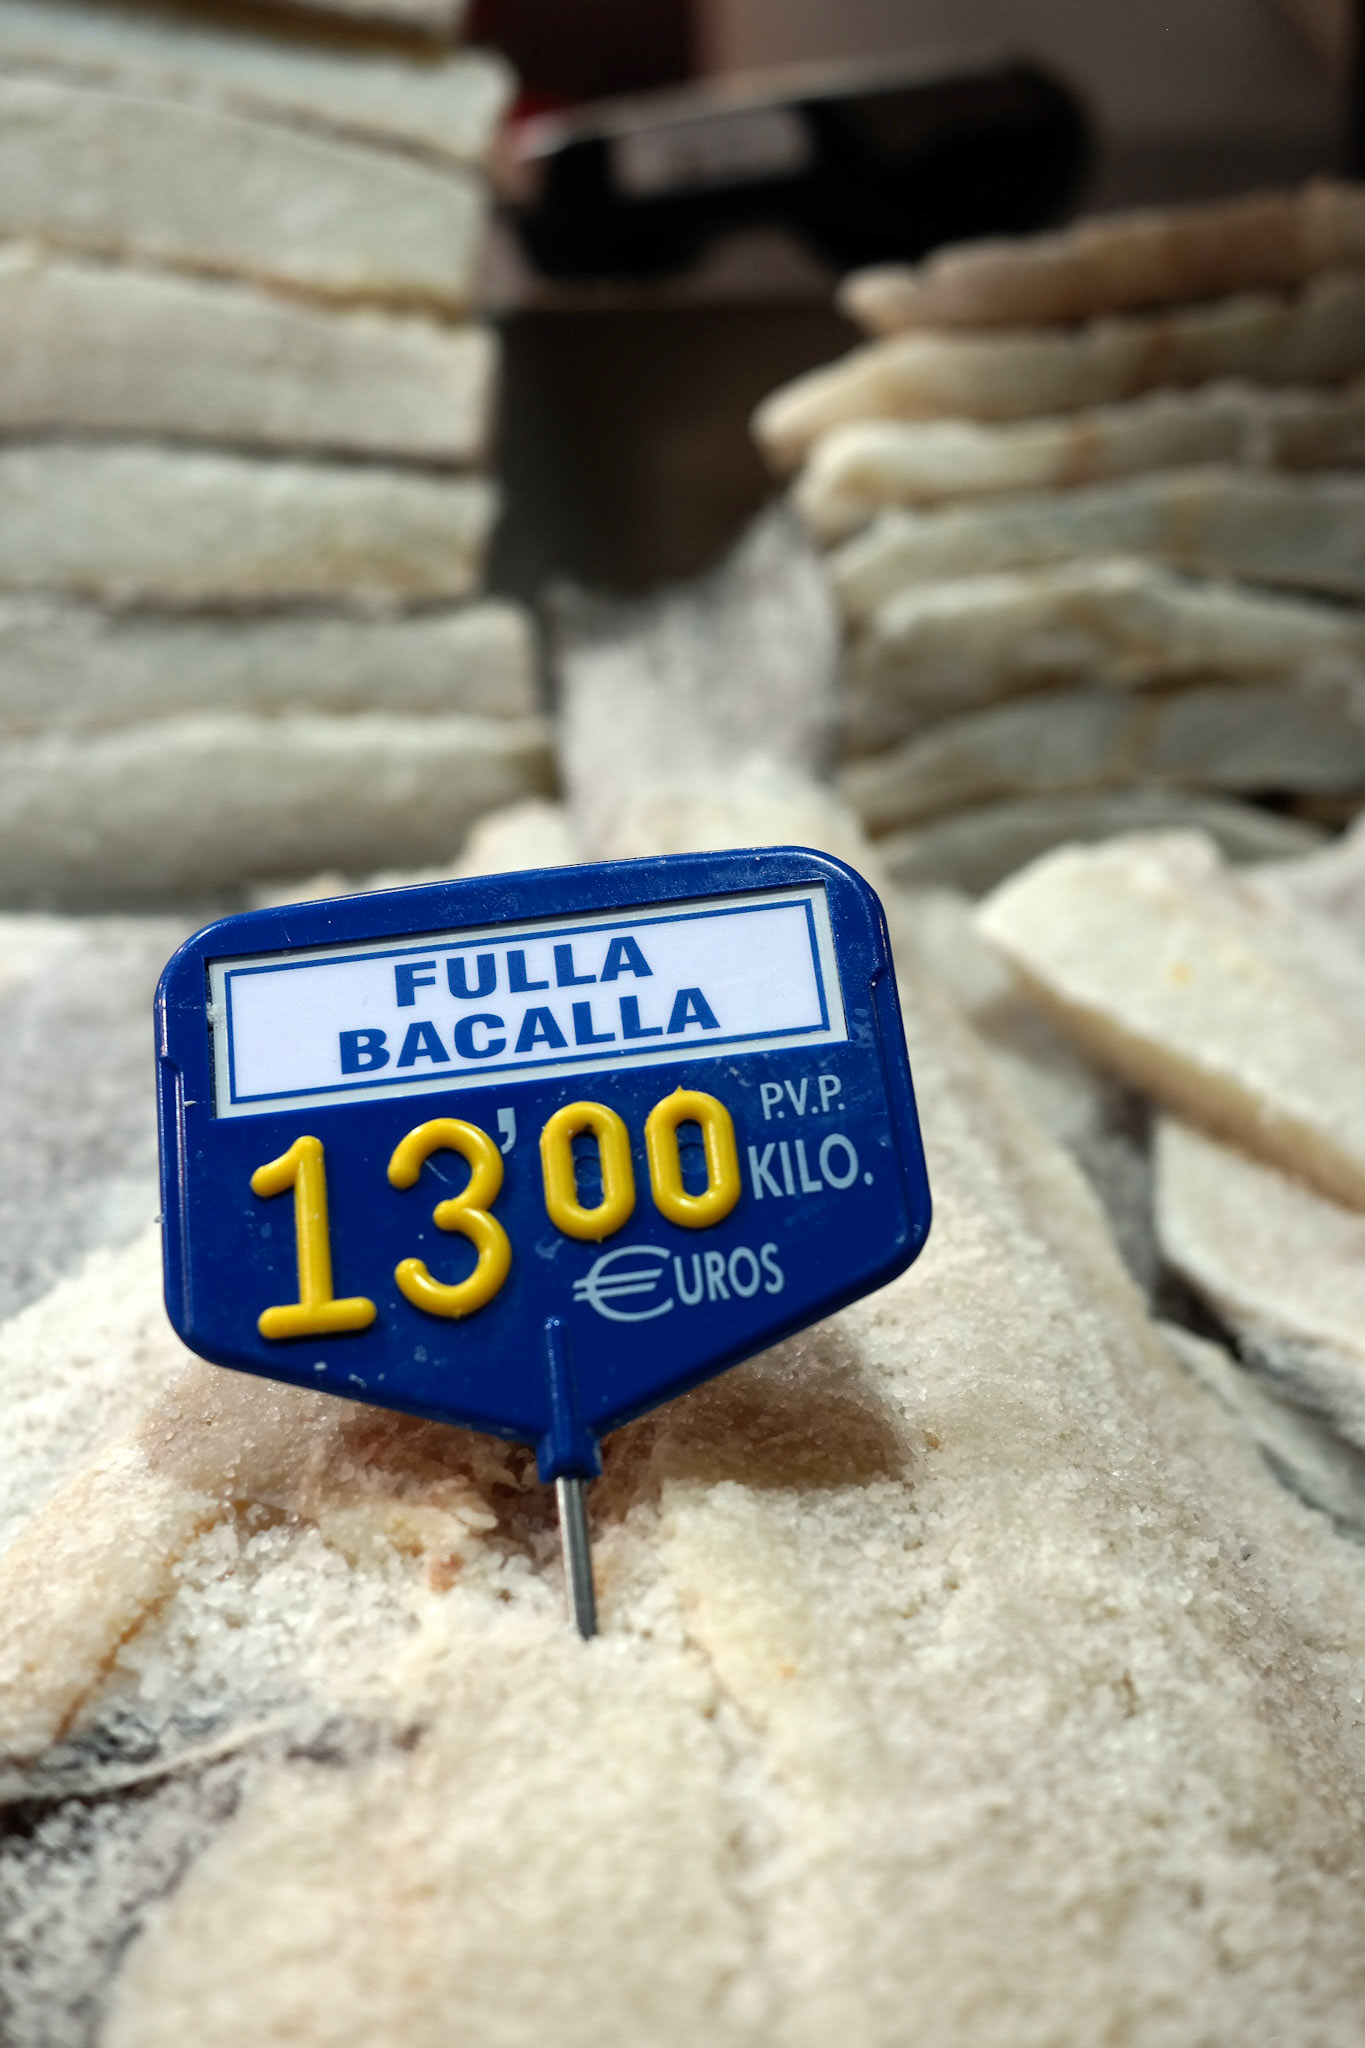 FULLA
BACALLA
13'00 P.V.P.
KILO.
€UROS